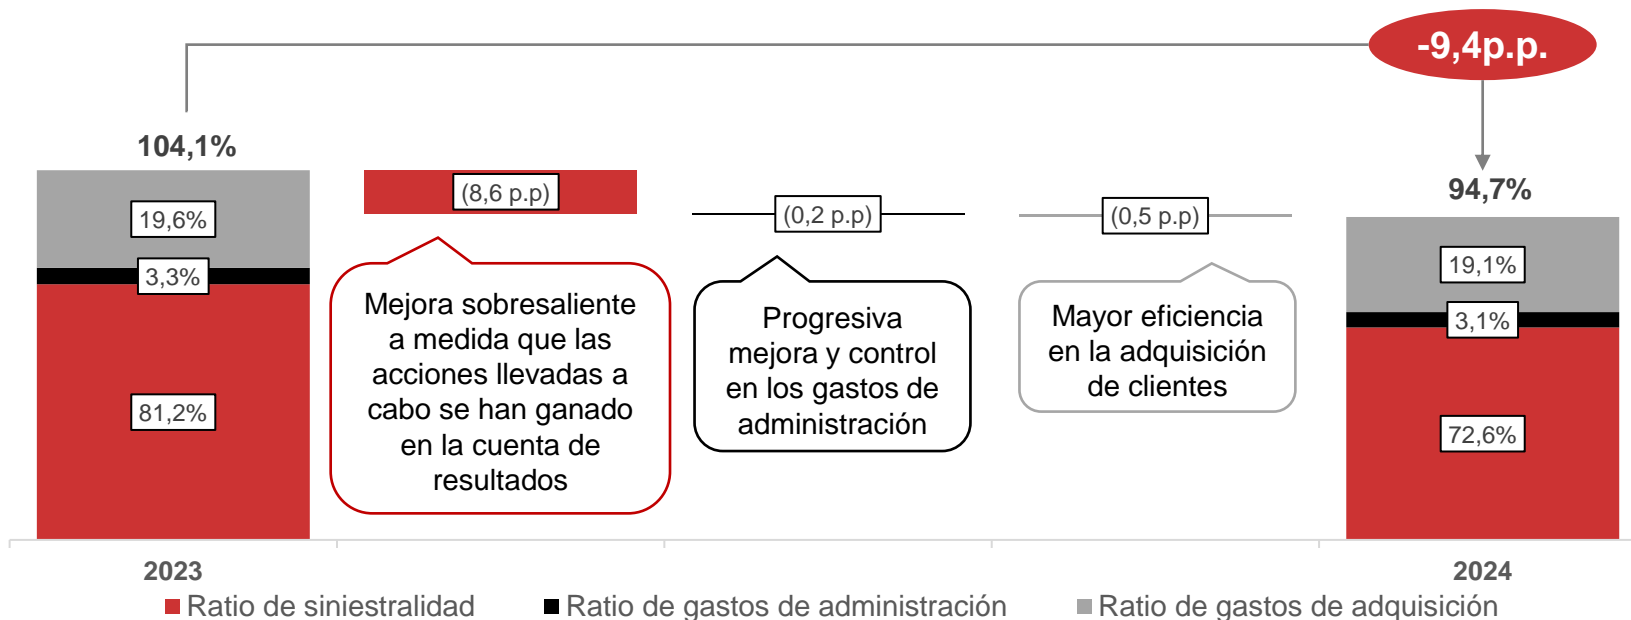 -9,4p.p.
104,1%
94,7%
19,6%
3,3%
81,2%
(8,6 p.p)
(0,2 p.p)
(0,5 p.p)
Mejora sobresaliente
a medida que las
acciones llevadas a
cabo se han ganado
en la cuenta de
resultados
Progresiva
mejora y control
en los gastos de
administración
Mayor eficiencia
en la adquisición
de clientes
19,1%
3,1%
72,6%
2023
2024
Ratio de siniestralidad
Ratio de gastos de administración
Ratio de gastos de adquisición